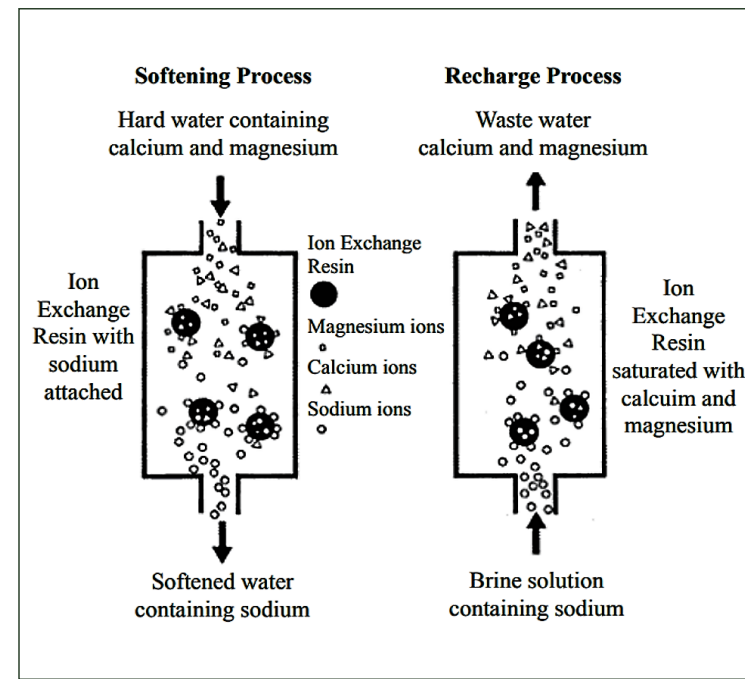 Softening Process
Hard water containing
calcium and magnesium
Ion
Exchange
Resin with
sodium
attached
Softened water
containing sodium
Ion Exchange
Resin
Magnesium ions
Calcium ions
Sodium ions
Recharge Process
Waste water
calcium and magnesium
Ion
Exchange
Resin
saturated with
calcuim and
magnesium
Brine solution
containing sodium